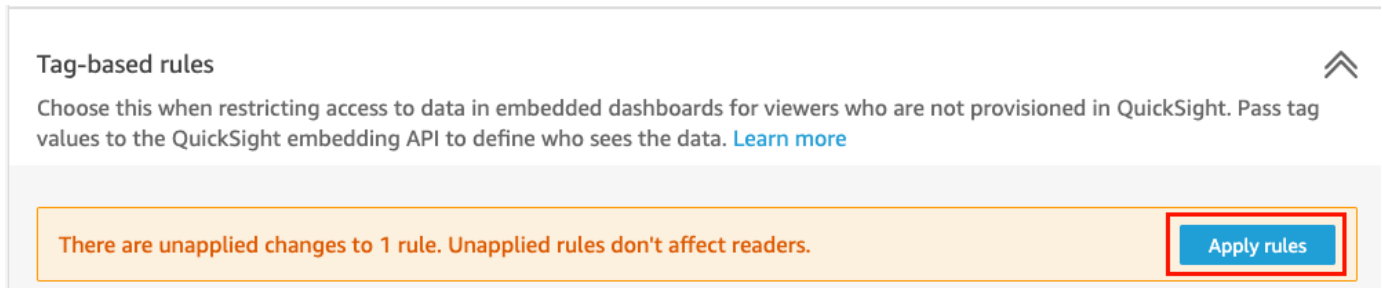 Tag-based rules
Choose this when restricting access to data in embedded dashboards for viewers who are not provisioned in QuickSight. Pass tag
values to the QuickSight embedding API to define who sees the data. Learn more
There are unapplied changes to 1 rule. Unapplied rules don't affect readers.
Apply rules